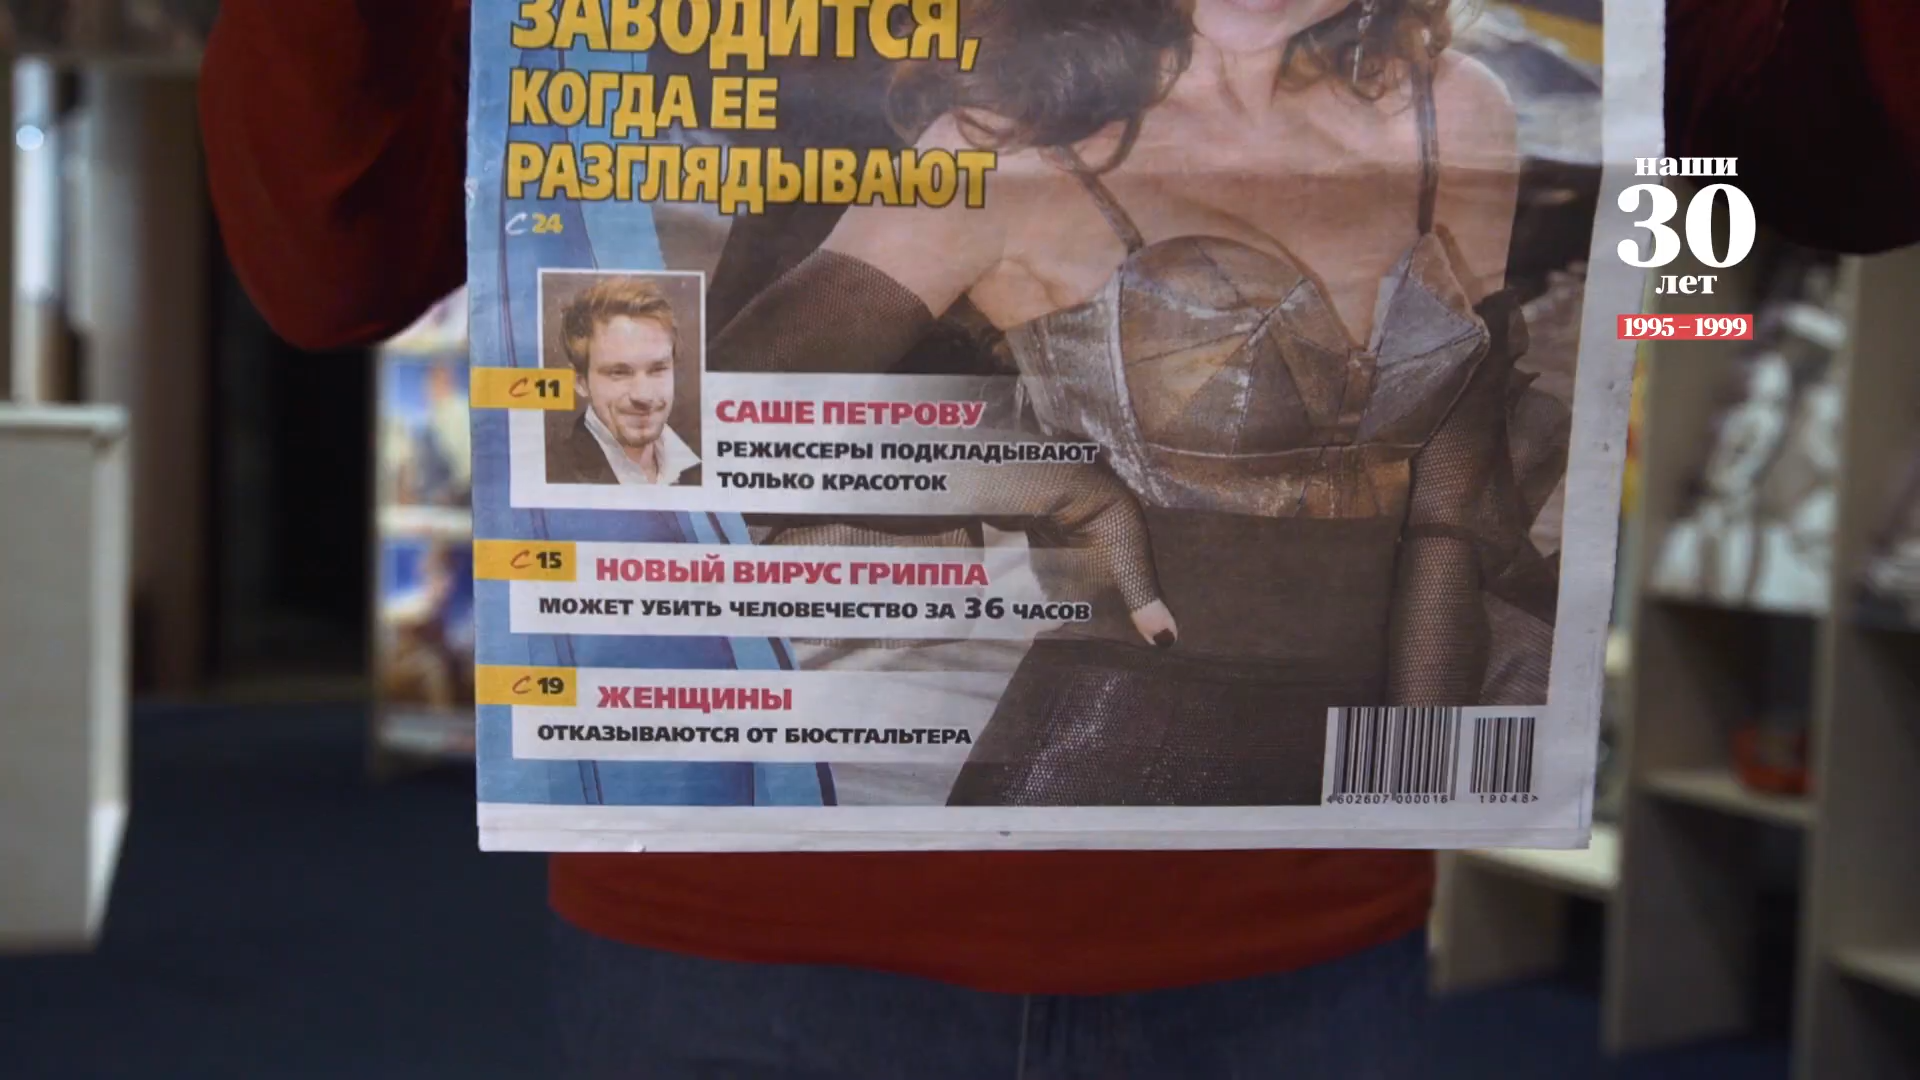 ЗАВОДИТСЯ,
КОГДА ЕЕ
РАЗГЛЯДЫВАЮТ
С 24
С 11
САШЕ ПЕТРОВУ
РЕЖИССЕРЫ ПОДКЛАДЫВАЮТ
ТОЛЬКО КРАСОТОК
С 15
НОВЫЙ ВИРУС ГРИППА
МОЖЕТ УБИТЬ ЧЕЛОВЕЧЕСТВО ЗА 36 ЧАСОВ
С 19
ЖЕНЩИНЫ
ОТКАЗЫВАЮТСЯ ОТ БЮСТГАЛЬТЕРА
4602607000016
19048>
наши
30
лет
1995 – 1999